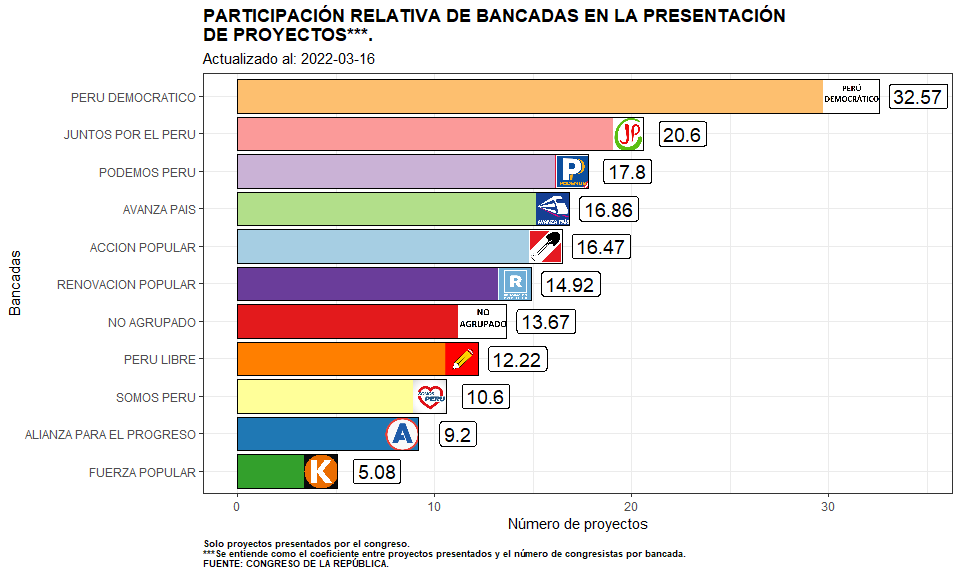 PARTICIPACIÓN RELATIVA DE BANCADAS EN LA PRESENTACIÓN
DE PROYECTOS***.
Actualizado al: 2022-03-16
Bancadas
PERU DEMOCRATICO
PERÚ
DEMOCRÁTICO
32.57
JUNTOS POR EL PERU
JP
20.6
PODEMOS PERU
P
PODEMOS
17.8
AVANZA PAIS
AVANZA PAÍS
16.86
ACCION POPULAR
16.47
RENOVACION POPULAR
R
14.92
NO AGRUPADO
NO
AGRUPADO
13.67
PERU LIBRE
12.22
SOMOS PERU
SOMOS
PERU
10.6
ALIANZA PARA EL PROGRESO
A
9.2
FUERZA POPULAR
K
5.08
0 10 20 30
Número de proyectos
Solo proyectos presentados por el congreso.
***Se entiende como el coeficiente entre proyectos presentados y el número de congresistas por bancada.
FUENTE: CONGRESO DE LA REPÚBLICA.